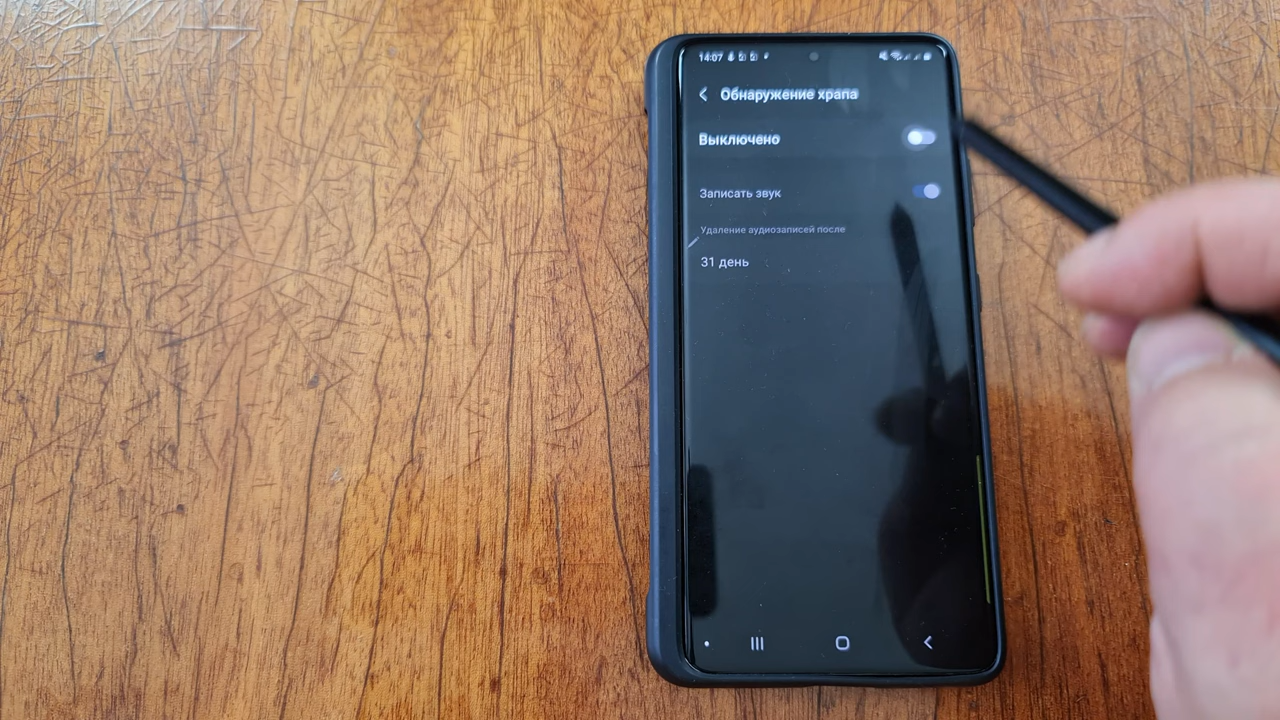 14:07
Обнаружение храпа
Выключено
Записать звук
Удаление аудиозаписей после
31 день